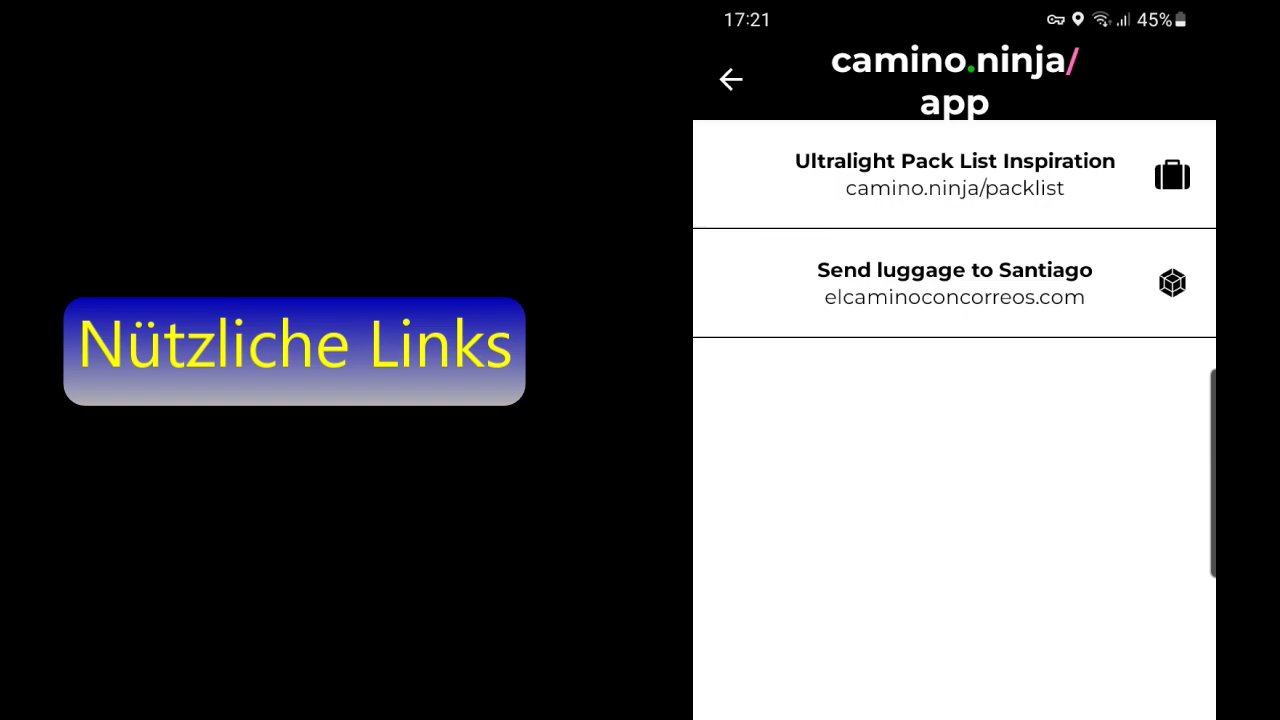 Nützliche Links
17:21
45%
camino.ninja/
app
Ultralight Pack List Inspiration
camino.ninja/packlist
Send luggage to Santiago
elcaminoconcorreos.com